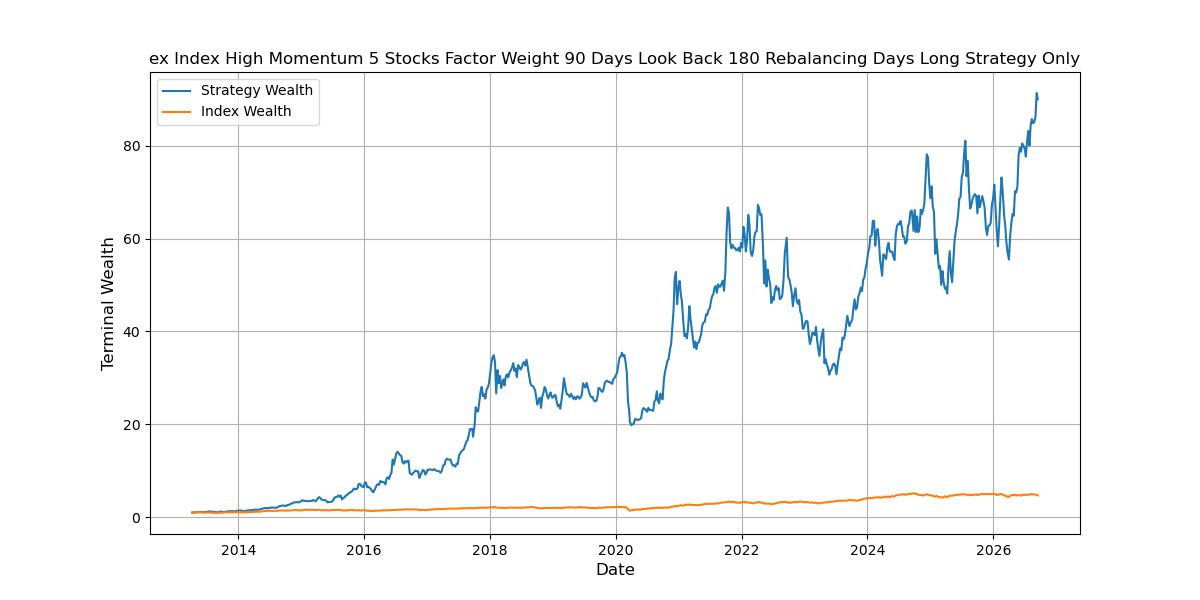 ex Index High Momentum 5 Stocks Factor Weight 90 Days Look Back 180 Rebalancing Days Long Strategy Only
Strategy Wealth
Index Wealth
Terminal Wealth
80
60
40
20
0
2014 2016 2018 2020 2022 2024 2026
Date